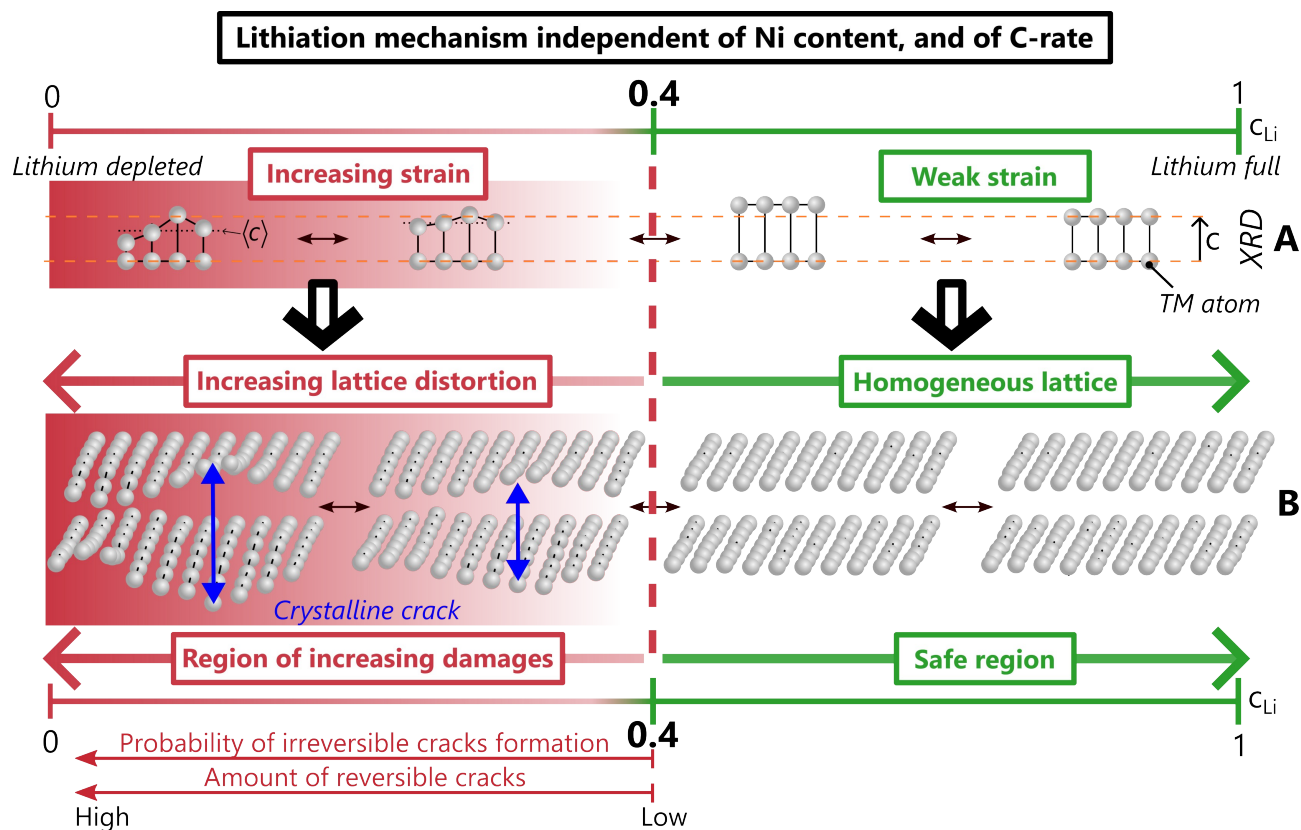 Lithiation mechanism independent of Ni content, and of C-rate
0
0.4
1
c_Li
Lithium depleted
Increasing strain
Weak strain
Lithium full
⟨c⟩
c
XRD
A
TM atom
Increasing lattice distortion
Homogeneous lattice
B
Crystalline crack
Region of increasing damages
Safe region
c_Li
0
0.4
1
Probability of irreversible cracks formation
Amount of reversible cracks
High
Low